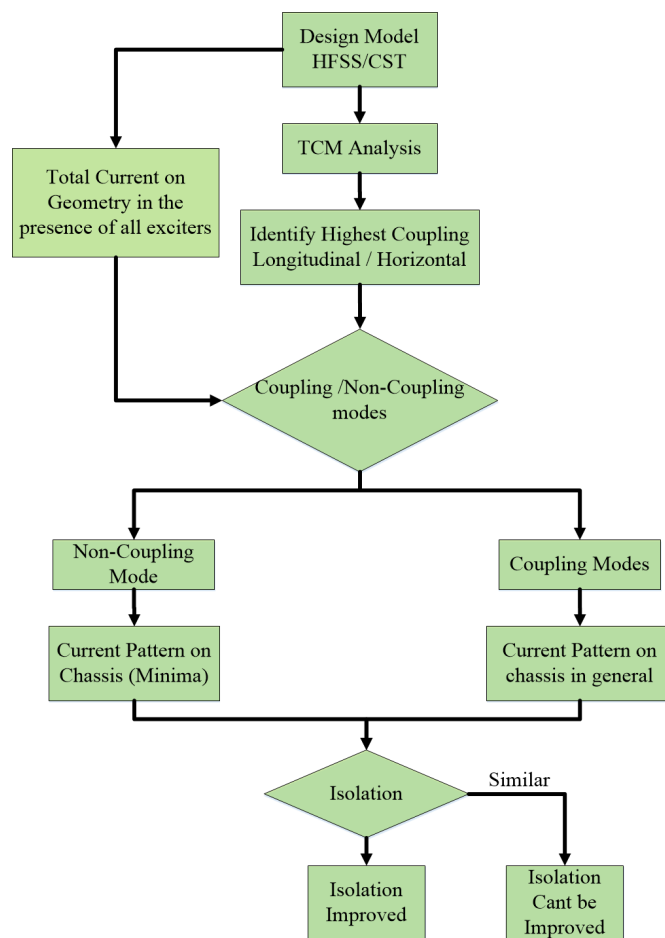 Design Model
HFSS/CST
TCM Analysis
Total Current on
Geometry in the
presence of all exciters
Identify Highest Coupling
Longitudinal / Horizontal
Coupling /Non-Coupling
modes
Non-Coupling
Mode
Coupling Modes
Current Pattern on
Chassis (Minima)
Current Pattern on
chassis in general
Isolation
Similar
Isolation
Improved
Isolation
Cant be
Improved